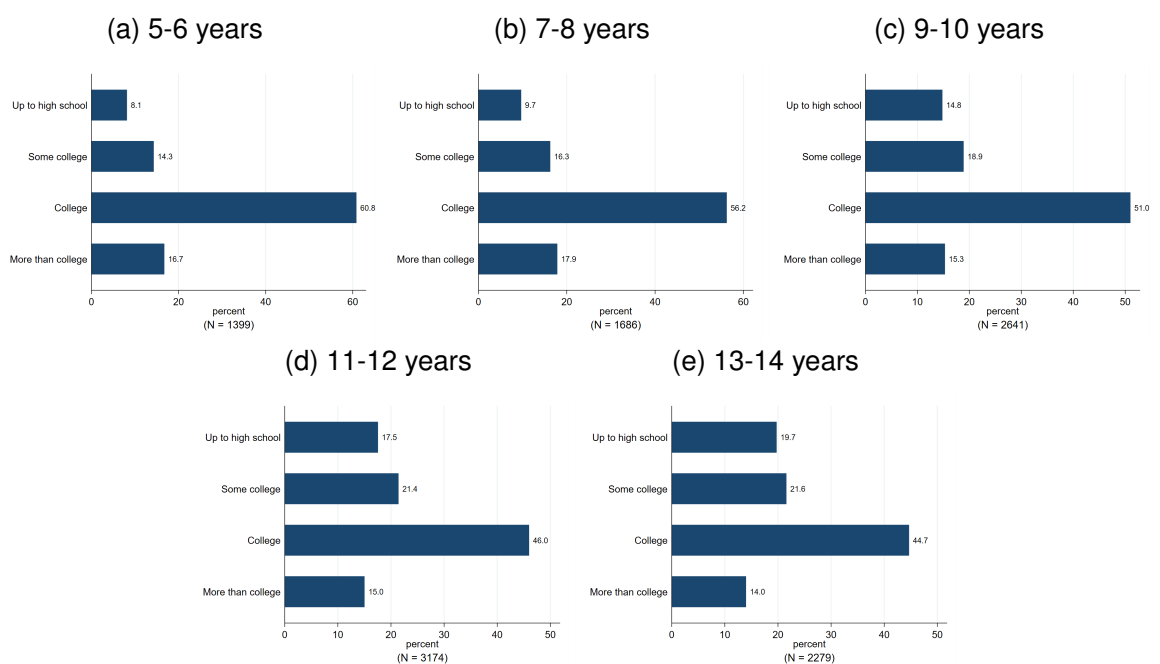 (a) 5-6 years
Up to high school 8.1
Some college 14.3
College 60.8
More than college 16.7
0 20 40 60
percent
(N = 1399)
(b) 7-8 years
Up to high school 9.7
Some college 16.3
College 56.2
More than college 17.9
0 20 40 60
percent
(N = 1686)
(c) 9-10 years
Up to high school 14.8
Some college 18.9
College 51.0
More than college 15.3
0 10 20 30 40 50
percent
(N = 2641)
(d) 11-12 years
Up to high school 17.5
Some college 21.4
College 46.0
More than college 15.0
0 10 20 30 40 50
percent
(N = 3174)
(e) 13-14 years
Up to high school 19.7
Some college 21.6
College 44.7
More than college 14.0
0 10 20 30 40 50
percent
(N = 2279)